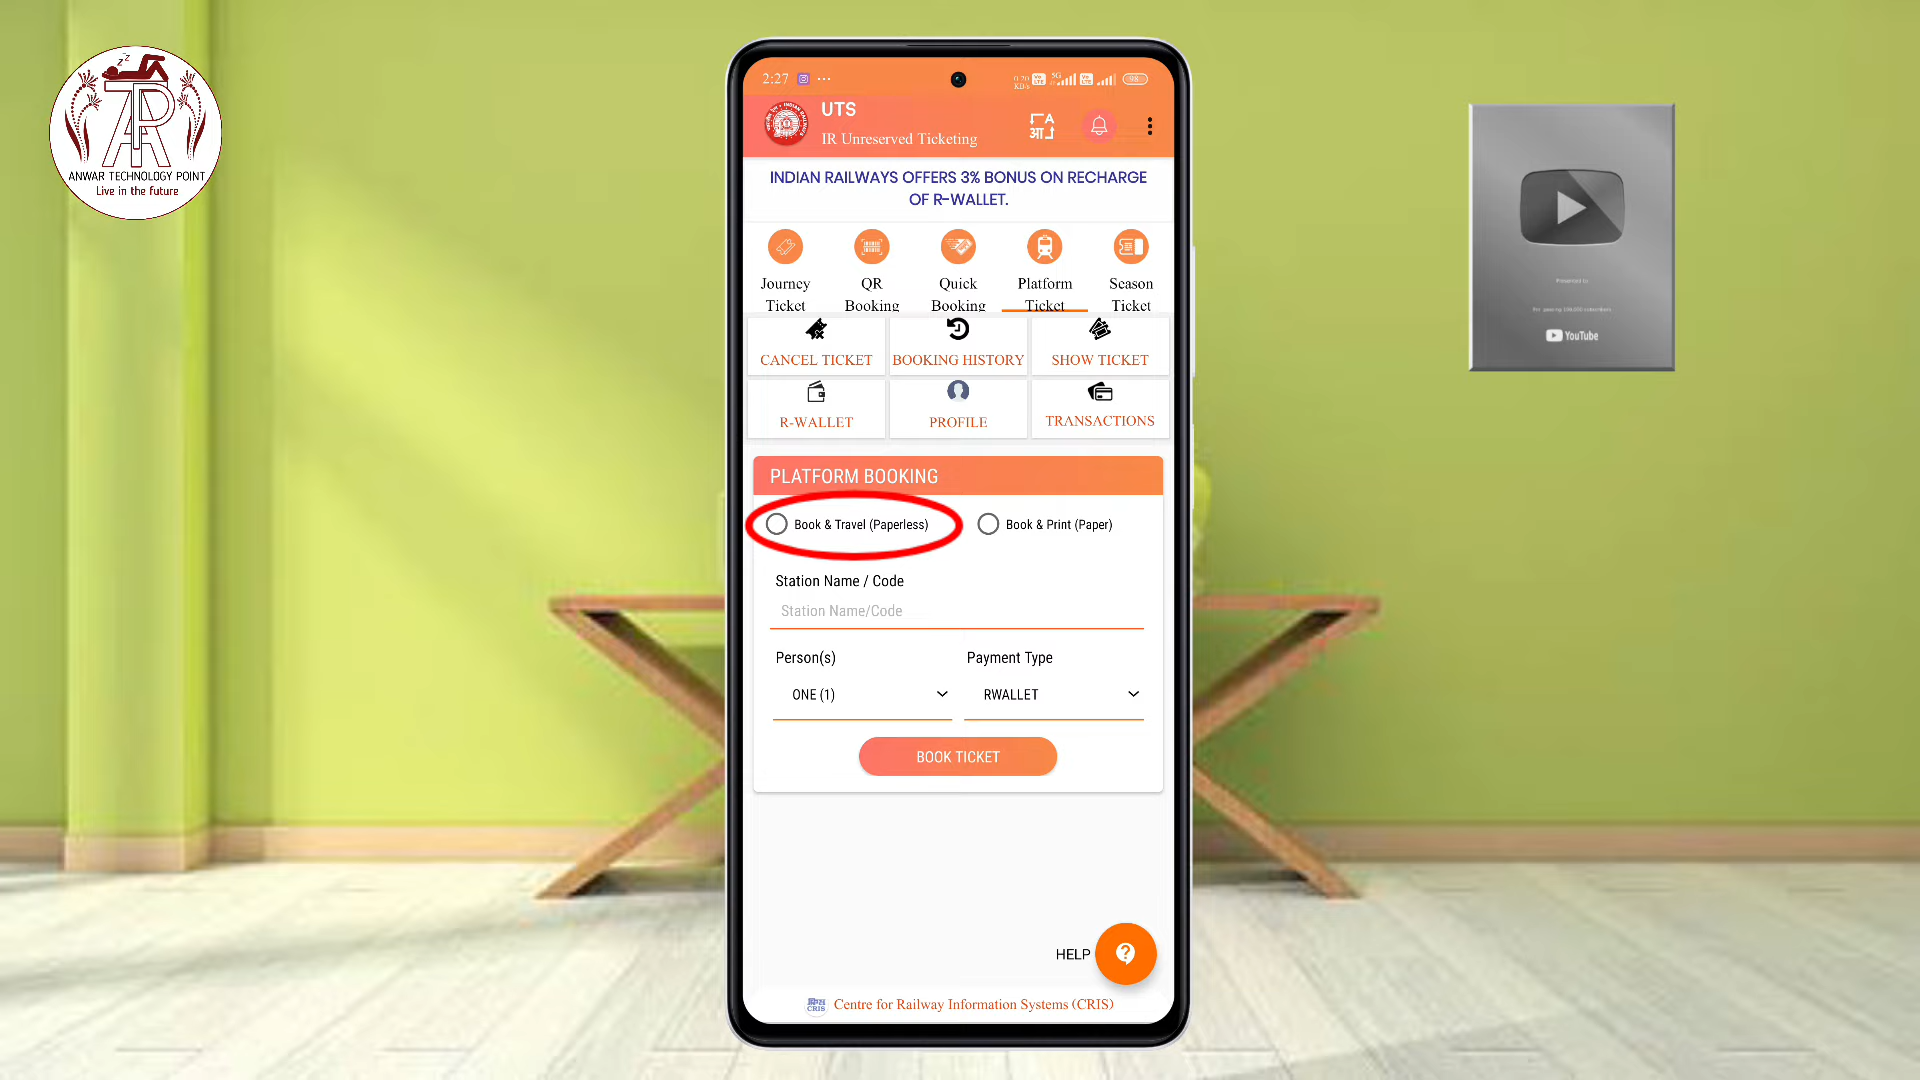 ANWAR TECHNOLOGY POINT
Live in the future
2:27
UTS
IR Unreserved Ticketing
INDIAN RAILWAYS OFFERS 3% BONUS ON RECHARGE
OF R-WALLET.
Journey
Ticket
QR
Booking
Quick
Booking
Platform
Ticket
Season
Ticket
CANCEL TICKET
BOOKING HISTORY
SHOW TICKET
R-WALLET
PROFILE
TRANSACTIONS
PLATFORM BOOKING
Book & Travel (Paperless)
Book & Print (Paper)
Station Name / Code
Station Name/Code
Person(s)
Payment Type
ONE (1)
RWALLET
BOOK TICKET
HELP
CRIS
Centre for Railway Information Systems (CRIS)
Presented to
YouTube